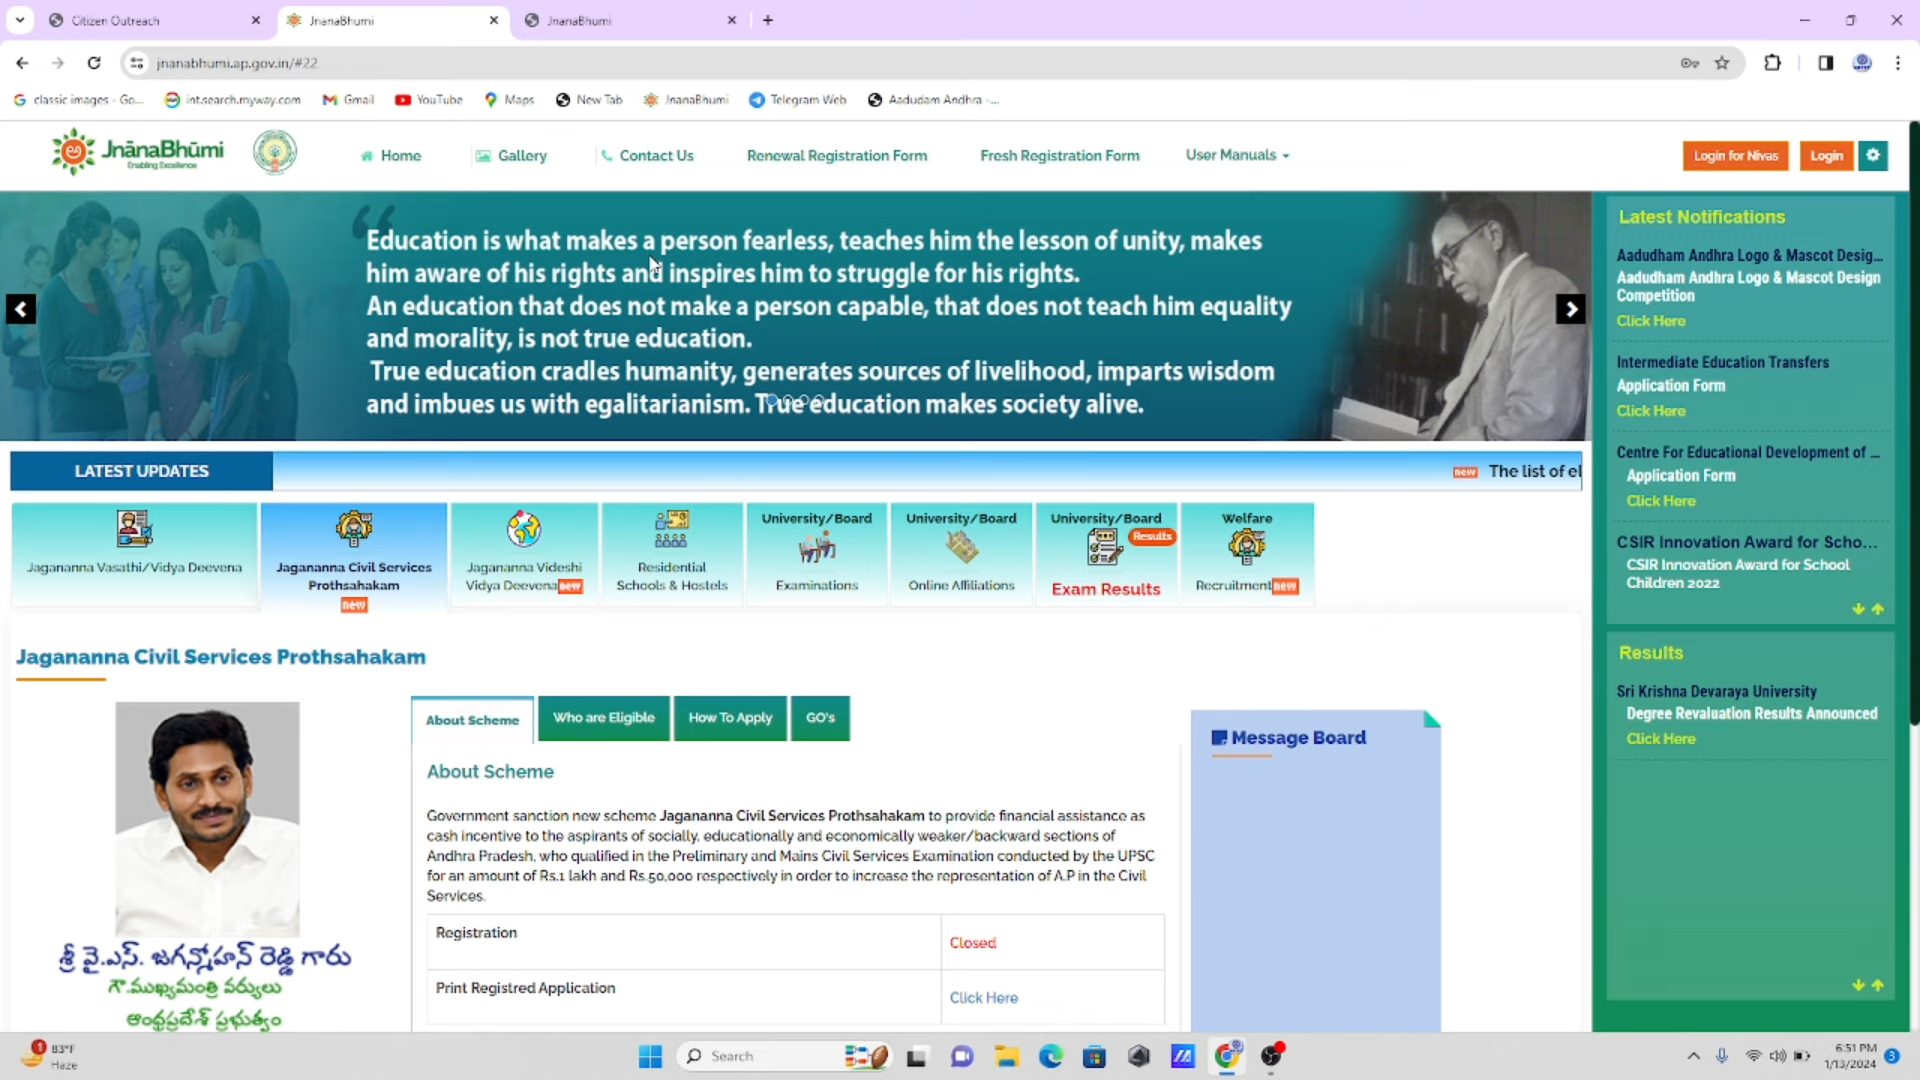 Citizen Outreach
JnanaBhumi
JnanaBhumi
jnanabhumi.ap.gov.in/#22
classic images - Go...
int.search.myway.com
Gmail
YouTube
Maps
New Tab
JnanaBhumi
Telegram Web
Aadudam Andhra -...
JnānaBhūmi
Enabling Excellence
Home
Gallery
Contact Us
Renewal Registration Form
Fresh Registration Form
User Manuals
Login for Nivas
Login
Education is what makes a person fearless, teaches him the lesson of unity, makes
him aware of his rights and inspires him to struggle for his rights.
An education that does not make a person capable, that does not teach him equality
and morality, is not true education.
True education cradles humanity, generates sources of livelihood, imparts wisdom
and imbues us with egalitarianism. True education makes society alive.
LATEST UPDATES
new
The list of el
Jagananna Vasathi/Vidya Deevena
Jagananna Civil Services
Prothsahakam
new
Jagananna Videshi
Vidya Deevena new
Residential
Schools & Hostels
University/Board
Examinations
University/Board
Online Affiliations
University/Board
Results
Exam Results
Welfare
Recruitment new
Jagananna Civil Services Prothsahakam
శ్రీ వై.ఎస్. జగన్మోహన్ రెడ్డి గారు
గౌ.ముఖ్యమంత్రి వర్యులు
ఆంధ్రప్రదేశ్ ప్రభుత్వం
About Scheme
Who are Eligible
How To Apply
GO's
About Scheme
Government sanction new scheme Jagananna Civil Services Prothsahakam to provide financial assistance as
cash incentive to the aspirants of socially, educationally and economically weaker/backward sections of
Andhra Pradesh, who qualified in the Preliminary and Mains Civil Services Examination conducted by the UPSC
for an amount of Rs.1 lakh and Rs.50,000 respectively in order to increase the representation of A.P in the Civil
Services.
Registration
Closed
Print Registred Application
Click Here
Message Board
Latest Notifications
Aadudham Andhra Logo & Mascot Desig...
Aadudham Andhra Logo & Mascot Design
Competition
Click Here
Intermediate Education Transfers
Application Form
Click Here
Centre For Educational Development of ...
Application Form
Click Here
CSIR Innovation Award for Scho...
CSIR Innovation Award for School
Children 2022
Results
Sri Krishna Devaraya University
Degree Revaluation Results Announced
Click Here
1
83°F
Haze
Search
6:51 PM
1/13/2024
3